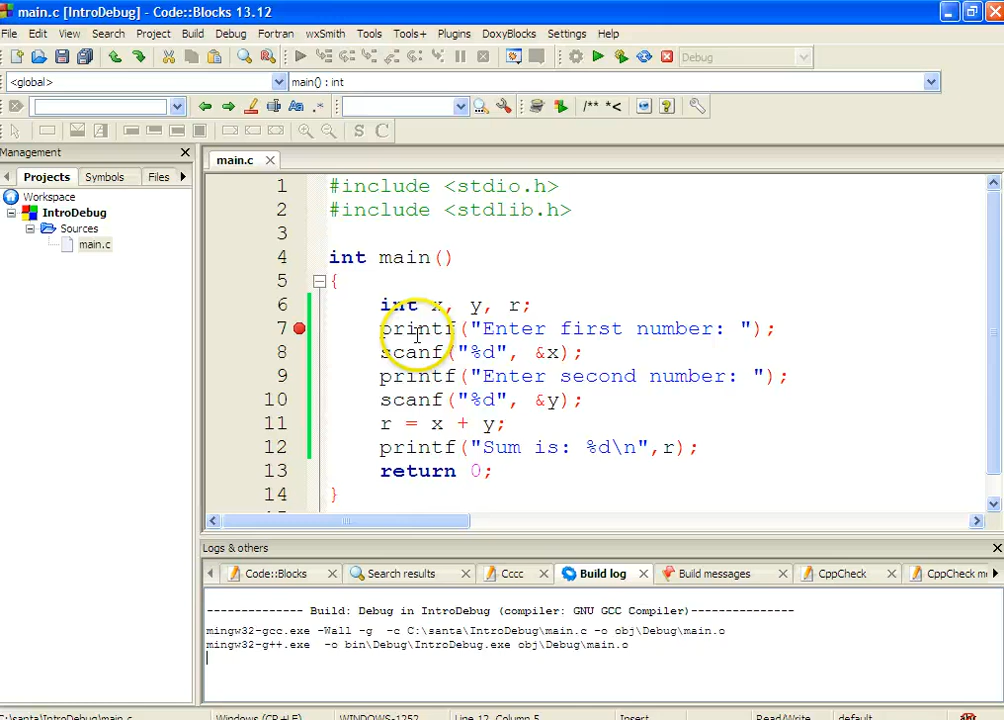 main.c [IntroDebug] - Code::Blocks 13.12
File Edit View Search Project Build Debug Fortran wxSmith Tools Tools+ Plugins DoxyBlocks Settings Help
Debug
<global> main() : int
/** *<
S C
Management
Projects Symbols Files
Workspace
IntroDebug
Sources
main.c
main.c
1 #include <stdio.h>
2 #include <stdlib.h>
3
4 int main()
5 {
6 int x, y, r;
7 printf("Enter first number: ");
8 scanf("%d", &x);
9 printf("Enter second number: ");
10 scanf("%d", &y);
11 r = x + y;
12 printf("Sum is: %d\n",r);
13 return 0;
14 }
Logs & others
Code::Blocks Search results Cccc Build log Build messages CppCheck CppCheck me
-------------- Build: Debug in IntroDebug (compiler: GNU GCC Compiler)---------------
mingw32-gcc.exe -Wall -g -c C:\santa\IntroDebug\main.c -o obj\Debug\main.o
mingw32-g++.exe -o bin\Debug\IntroDebug.exe obj\Debug\main.o
C:\santa\IntroDebug\main.c Windows (CR+LF) WINDOWS-1252 Line 12, Column 5 Insert Read/Write default